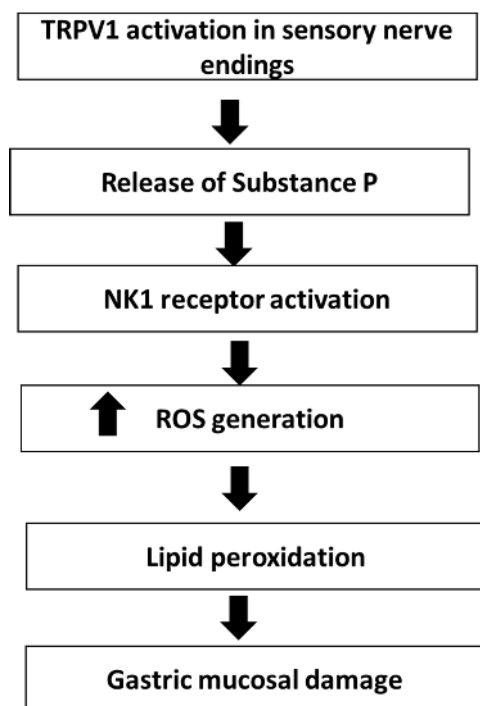 TRPV1 activation in sensory nerve
endings
Release of Substance P
NK1 receptor activation
ROS generation
Lipid peroxidation
Gastric mucosal damage